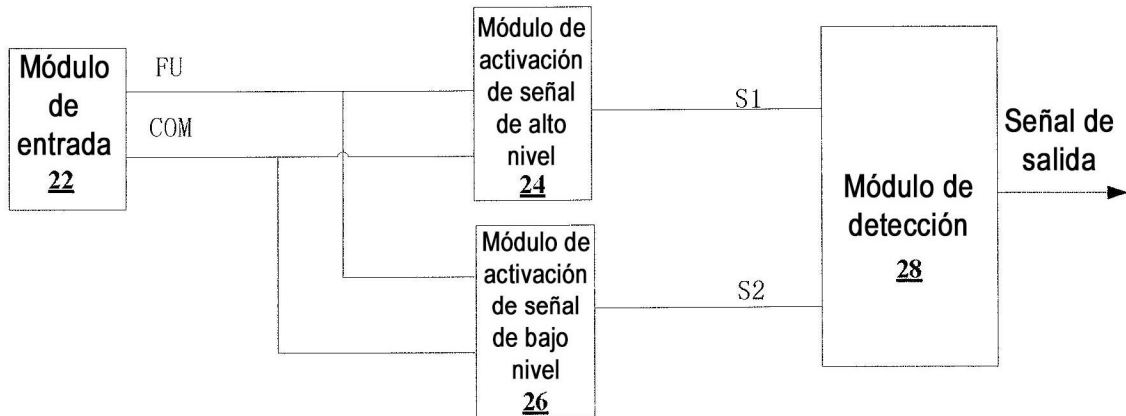 Módulo
de
entrada
22
FU
COM
Módulo de
activación
de señal
de alto
nivel
24
Módulo de
activación
de señal
de bajo
nivel
26
S1
S2
Módulo de
detección
28
Señal de
salida